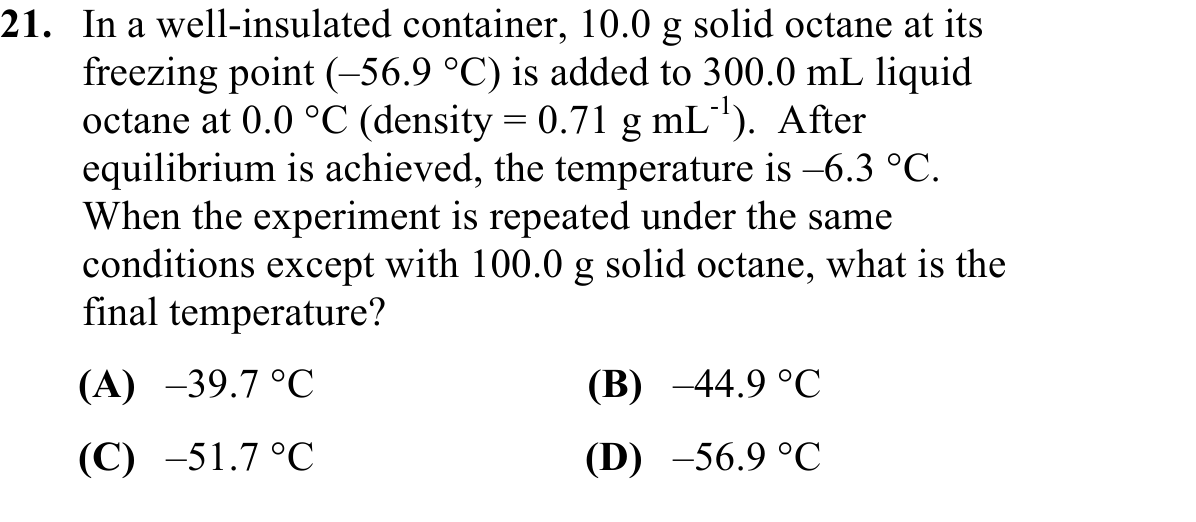 21. In a well-insulated container, 10.0 g solid octane at its
freezing point (–56.9 °C) is added to 300.0 mL liquid
octane at 0.0 °C (density = 0.71 g mL⁻¹). After
equilibrium is achieved, the temperature is –6.3 °C.
When the experiment is repeated under the same
conditions except with 100.0 g solid octane, what is the
final temperature?
(A) –39.7 °C (B) –44.9 °C
(C) –51.7 °C (D) –56.9 °C